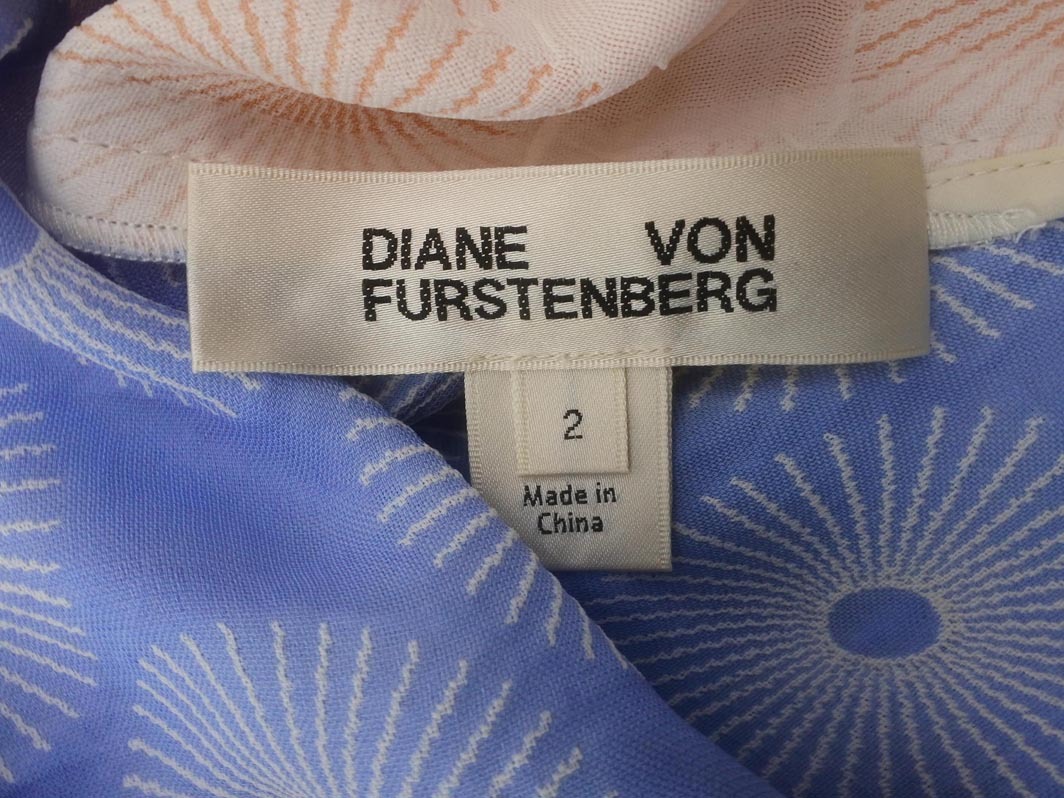 DIANE VON
FURSTENBERG
2
Made in
China